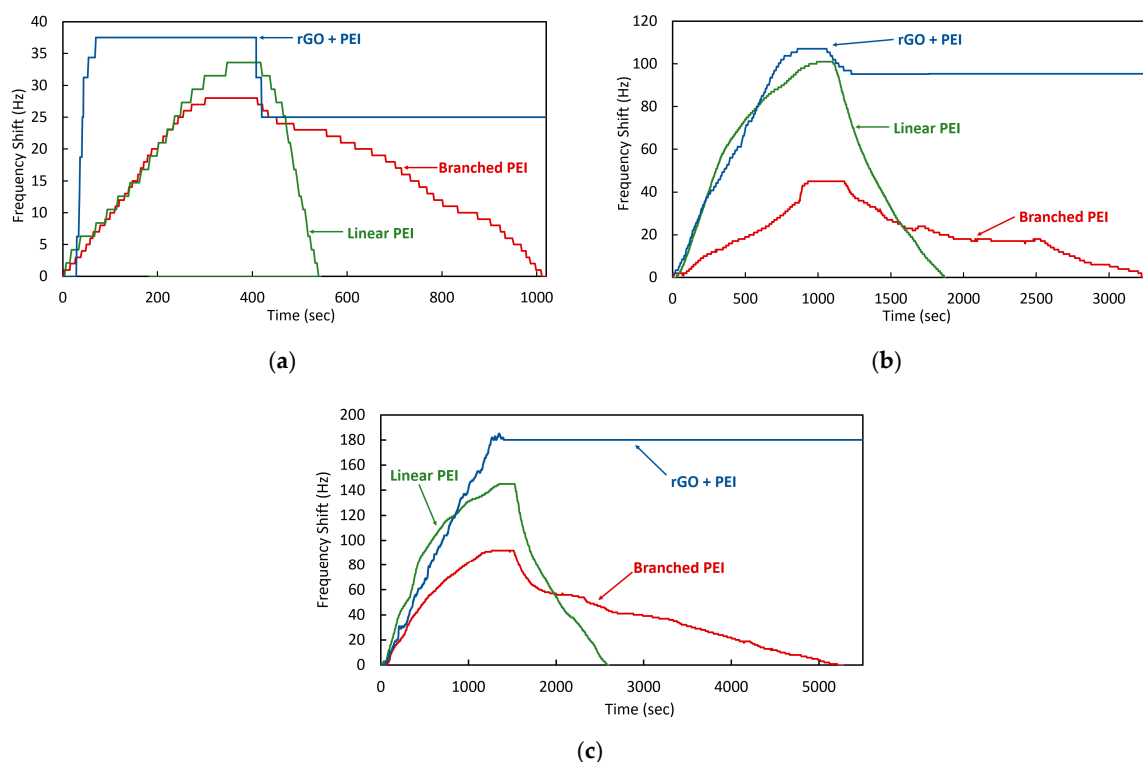 40
35
30
25
20
15
10
5
0
Frequency Shift (Hz)
rGO + PEI
Branched PEI
Linear PEI
0 200 400 600 800 1000
Time (sec)
(a)
120
100
80
60
40
20
0
Frequency Shift (Hz)
rGO + PEI
Linear PEI
Branched PEI
0 500 1000 1500 2000 2500 3000
Time (sec)
(b)
200
180
160
140
120
100
80
60
40
20
0
Frequency Shift (Hz)
Linear PEI
rGO + PEI
Branched PEI
0 1000 2000 3000 4000 5000
Time (sec)
(c)